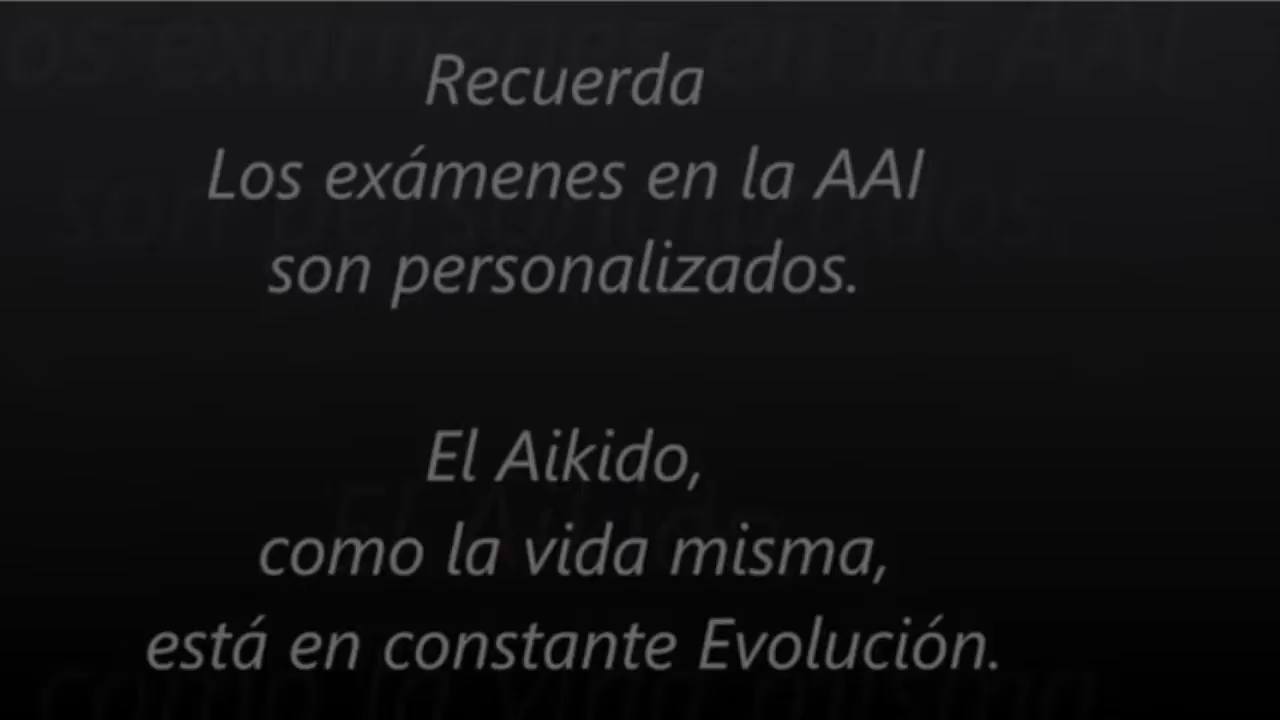 Recuerda
Los exámenes en la AAI
son personalizados.
El Aikido,
como la vida misma,
está en constante Evolución.